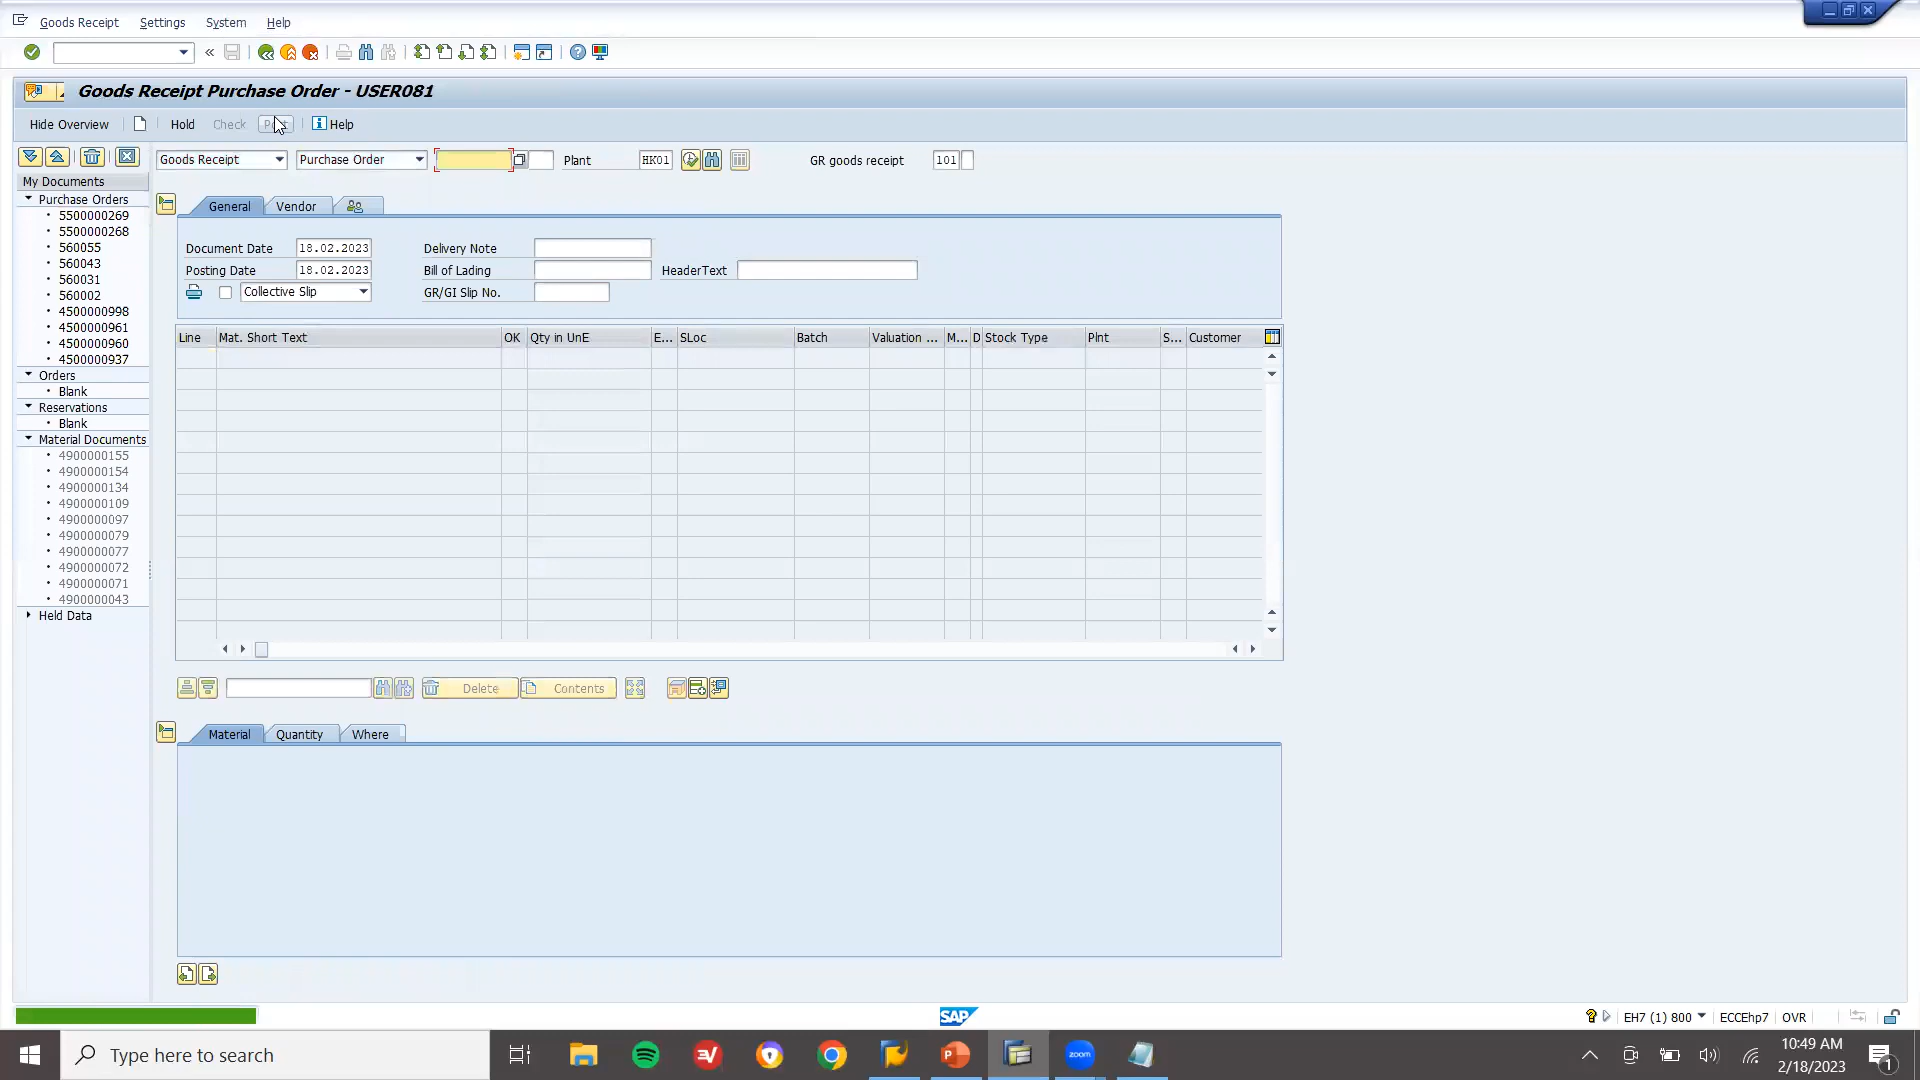 Goods Receipt Settings System Help
«
Goods Receipt Purchase Order - USER081
Hide Overview Hold Check Help
Goods Receipt Purchase Order Plant HK01 GR goods receipt 101
My Documents
Purchase Orders
5500000269
5500000268
560055
560043
560031
560002
4500000998
4500000961
4500000960
4500000937
Orders
Blank
Reservations
Blank
Material Documents
4900000155
4900000154
4900000134
4900000109
4900000097
4900000079
4900000077
4900000072
4900000071
4900000043
Held Data
General Vendor
Document Date 18.02.2023 Delivery Note
Posting Date 18.02.2023 Bill of Lading HeaderText
Collective Slip GR/GI Slip No.
Line Mat. Short Text OK Qty in UnE E... SLoc Batch Valuation ... M... D Stock Type Plnt S... Customer
Delete Contents
Material Quantity Where
SAP EH7 (1) 800 ECCEhp7 OVR
Type here to search
zoom
10:49 AM
2/18/2023
1